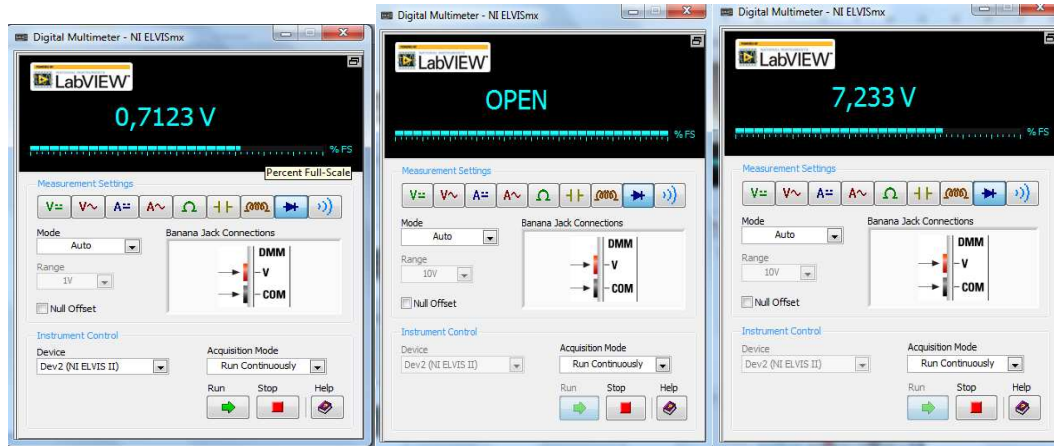 Digital Multimeter - NI ELVISmx
LabVIEW
0,7123 V
% FS
Percent Full-Scale
Measurement Settings
V=
V~
A=
A~
Ω
Mode
Auto
Banana Jack Connections
Range
1V
DMM
V
COM
Null Offset
Instrument Control
Device
Dev2 (NI ELVIS II)
Acquisition Mode
Run Continuously
Run Stop Help
Digital Multimeter - NI ELVISmx
LabVIEW
OPEN
% FS
Measurement Settings
V=
V~
A=
A~
Ω
Mode
Auto
Banana Jack Connections
Range
10V
DMM
V
COM
Null Offset
Instrument Control
Device
Dev2 (NI ELVIS II)
Acquisition Mode
Run Continuously
Run Stop Help
Digital Multimeter - NI ELVISmx
LabVIEW
7,233 V
% FS
Measurement Settings
V=
V~
A=
A~
Ω
Mode
Auto
Banana Jack Connections
Range
10V
DMM
V
COM
Null Offset
Instrument Control
Device
Dev2 (NI ELVIS II)
Acquisition Mode
Run Continuously
Run Stop Help